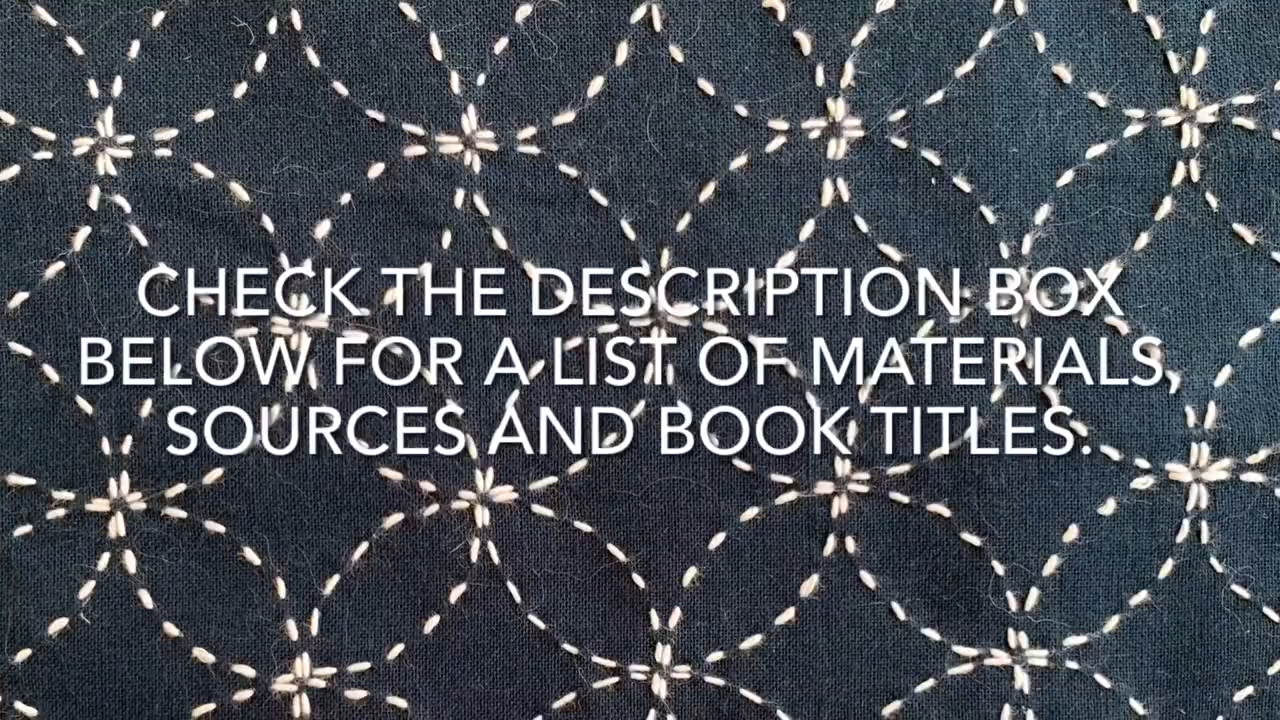 CHECK THE DESCRIPTION BOX
BELOW FOR A LIST OF MATERIALS,
SOURCES AND BOOK TITLES.